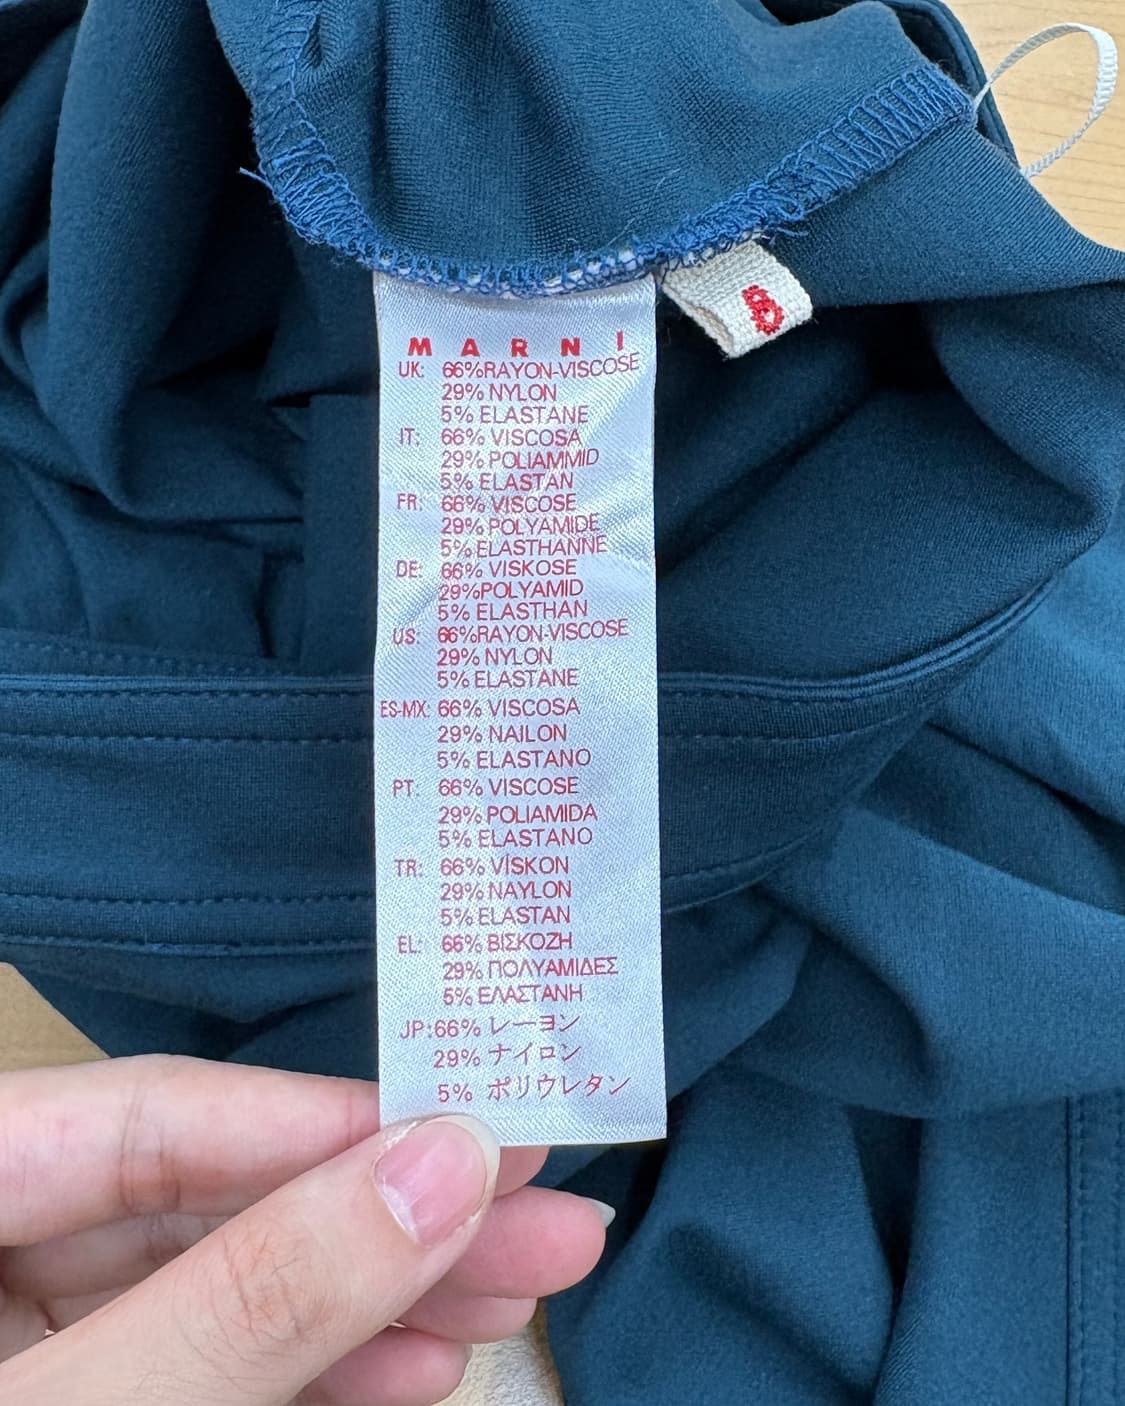 MARNI
8
UK: 66%RAYON-VISCOSE
29% NYLON
5% ELASTANE
IT: 66% VISCOSA
29% POLIAMMID
5% ELASTAN
FR: 66% VISCOSE
29% POLYAMIDE
5% ELASTHANNE
DE: 66% VISKOSE
29%POLYAMID
5% ELASTHAN
US: 66%RAYON-VISCOSE
29% NYLON
5% ELASTANE
ES-MX: 66% VISCOSA
29% NAILON
5% ELASTANO
PT: 66% VISCOSE
29% POLIAMIDA
5% ELASTANO
TR: 66% VİSKON
29% NAYLON
5% ELASTAN
EL: 66% ΒΙΣΚΟΖΗ
29% ΠΟΛΥΑΜΙΔΕΣ
5% ΕΛΑΣΤΑΝΗ
JP:66% レーヨン
29% ナイロン
5% ポリウレタン